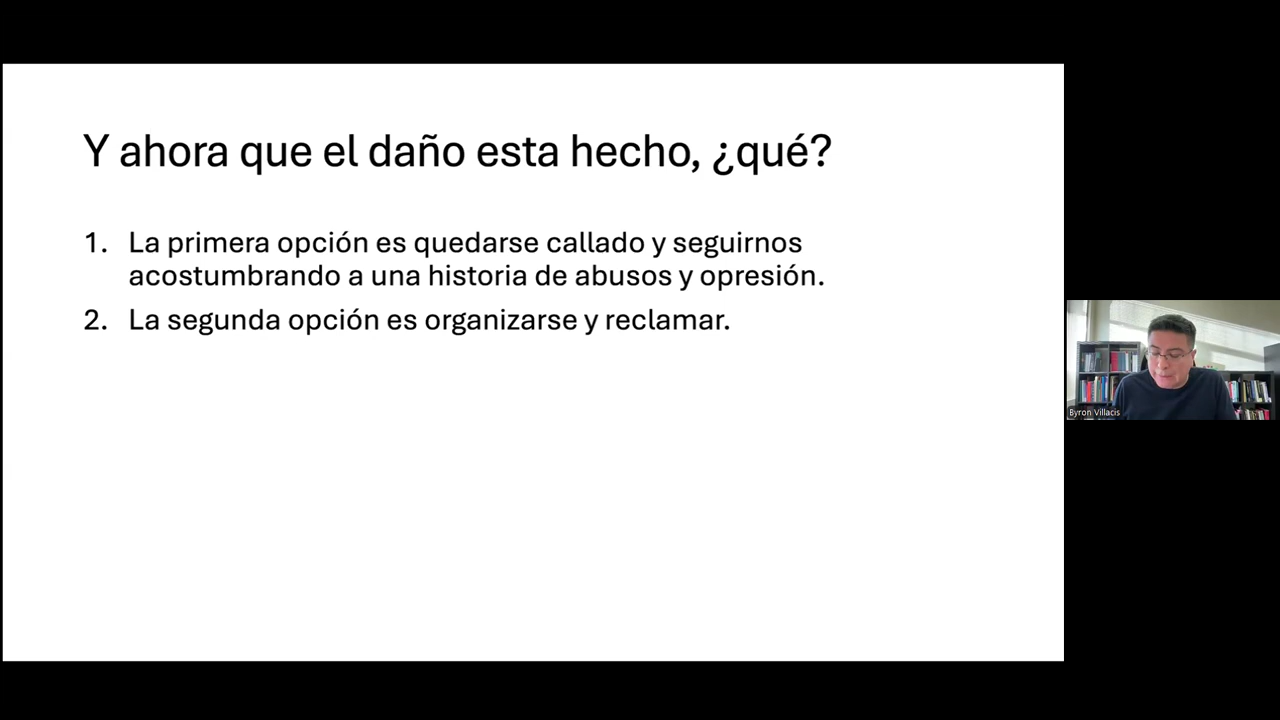 Y ahora que el daño esta hecho, ¿qué?
1. La primera opción es quedarse callado y seguirnos
acostumbrando a una historia de abusos y opresión.
2. La segunda opción es organizarse y reclamar.
Byron Villacis